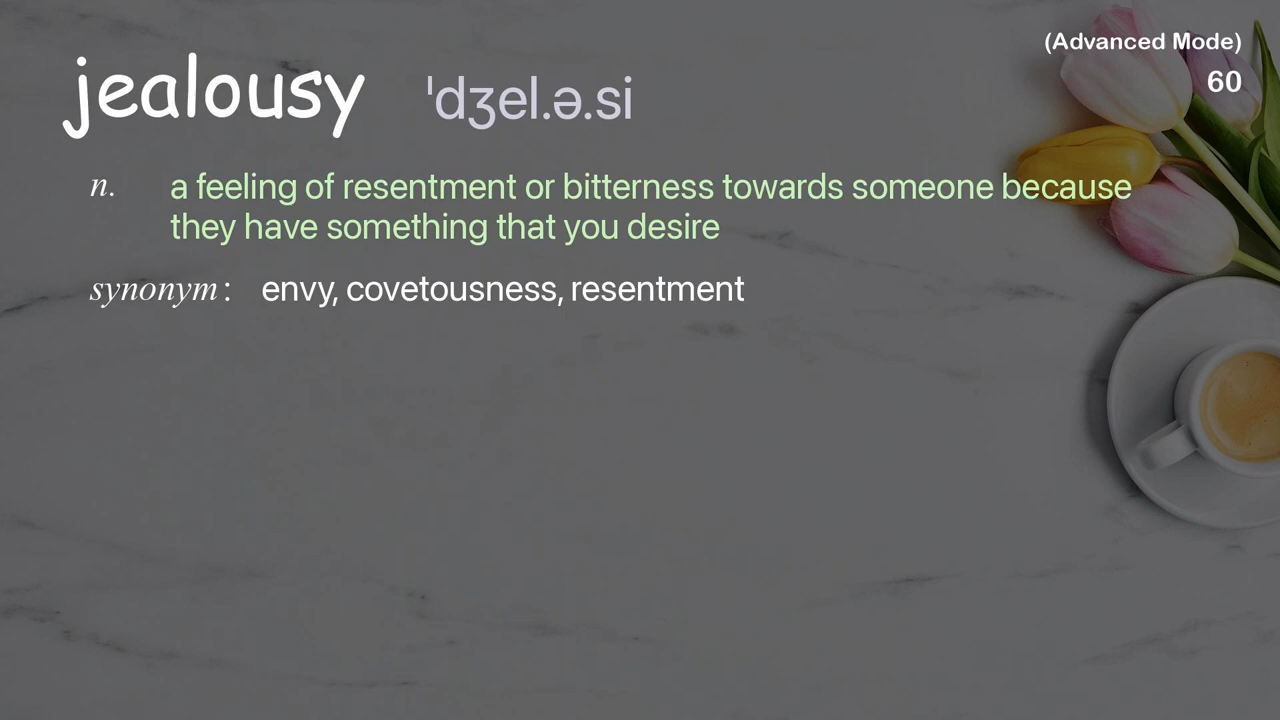 (Advanced Mode)
60
jealousy ˈdʒel.ə.si
n. a feeling of resentment or bitterness towards someone because
they have something that you desire
synonym: envy, covetousness, resentment